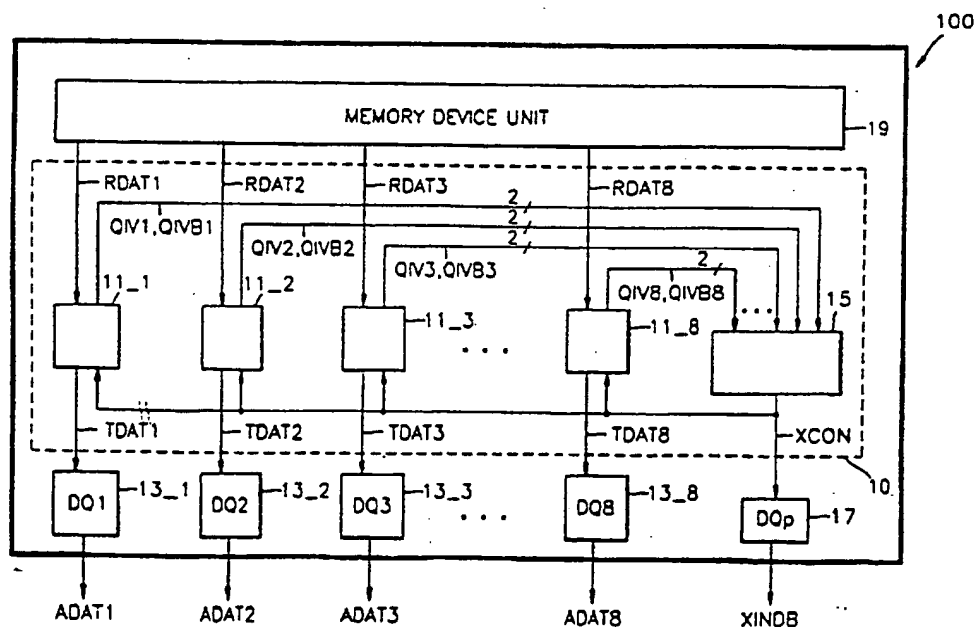 100
MEMORY DEVICE UNIT
19
RDAT1 RDAT2 RDAT3 RDAT8
2
2
QIV1,QIVB1 QIV2,QIVB2 2
QIV3,QIVB3 2
QIV8,QIVB8
11_1 11_2 15
11_3 ... 11_8 ...
TDAT1 TDAT2 TDAT3 TDAT8 XCON
10
DQ1 13_1 DQ2 13_2 DQ3 13_3 ... DQ8 13_8 DQp 17
ADAT1 ADAT2 ADAT3 ADAT8 XINDB